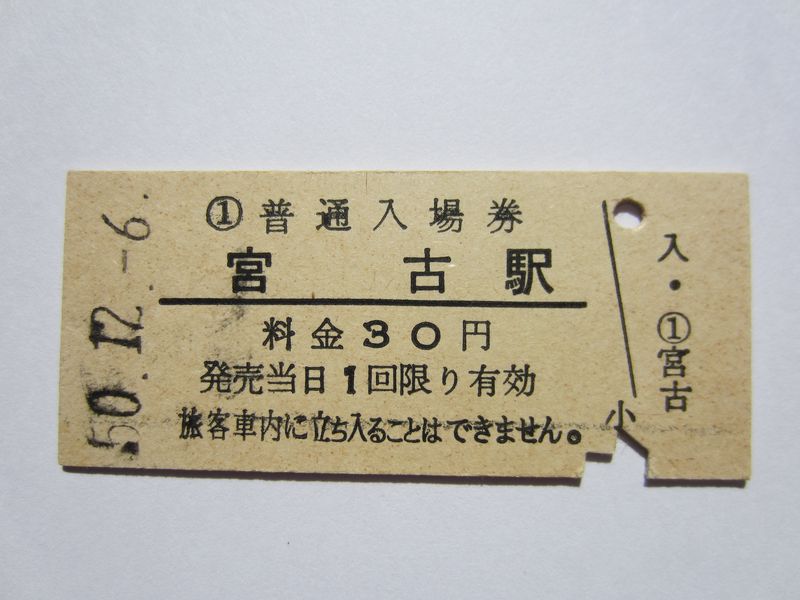 50.12.-6.
①普通入場券
宮古駅
料金30円
発売当日1回限り有効
旅客車内に立ち入ることはできません。
小
入・①宮古